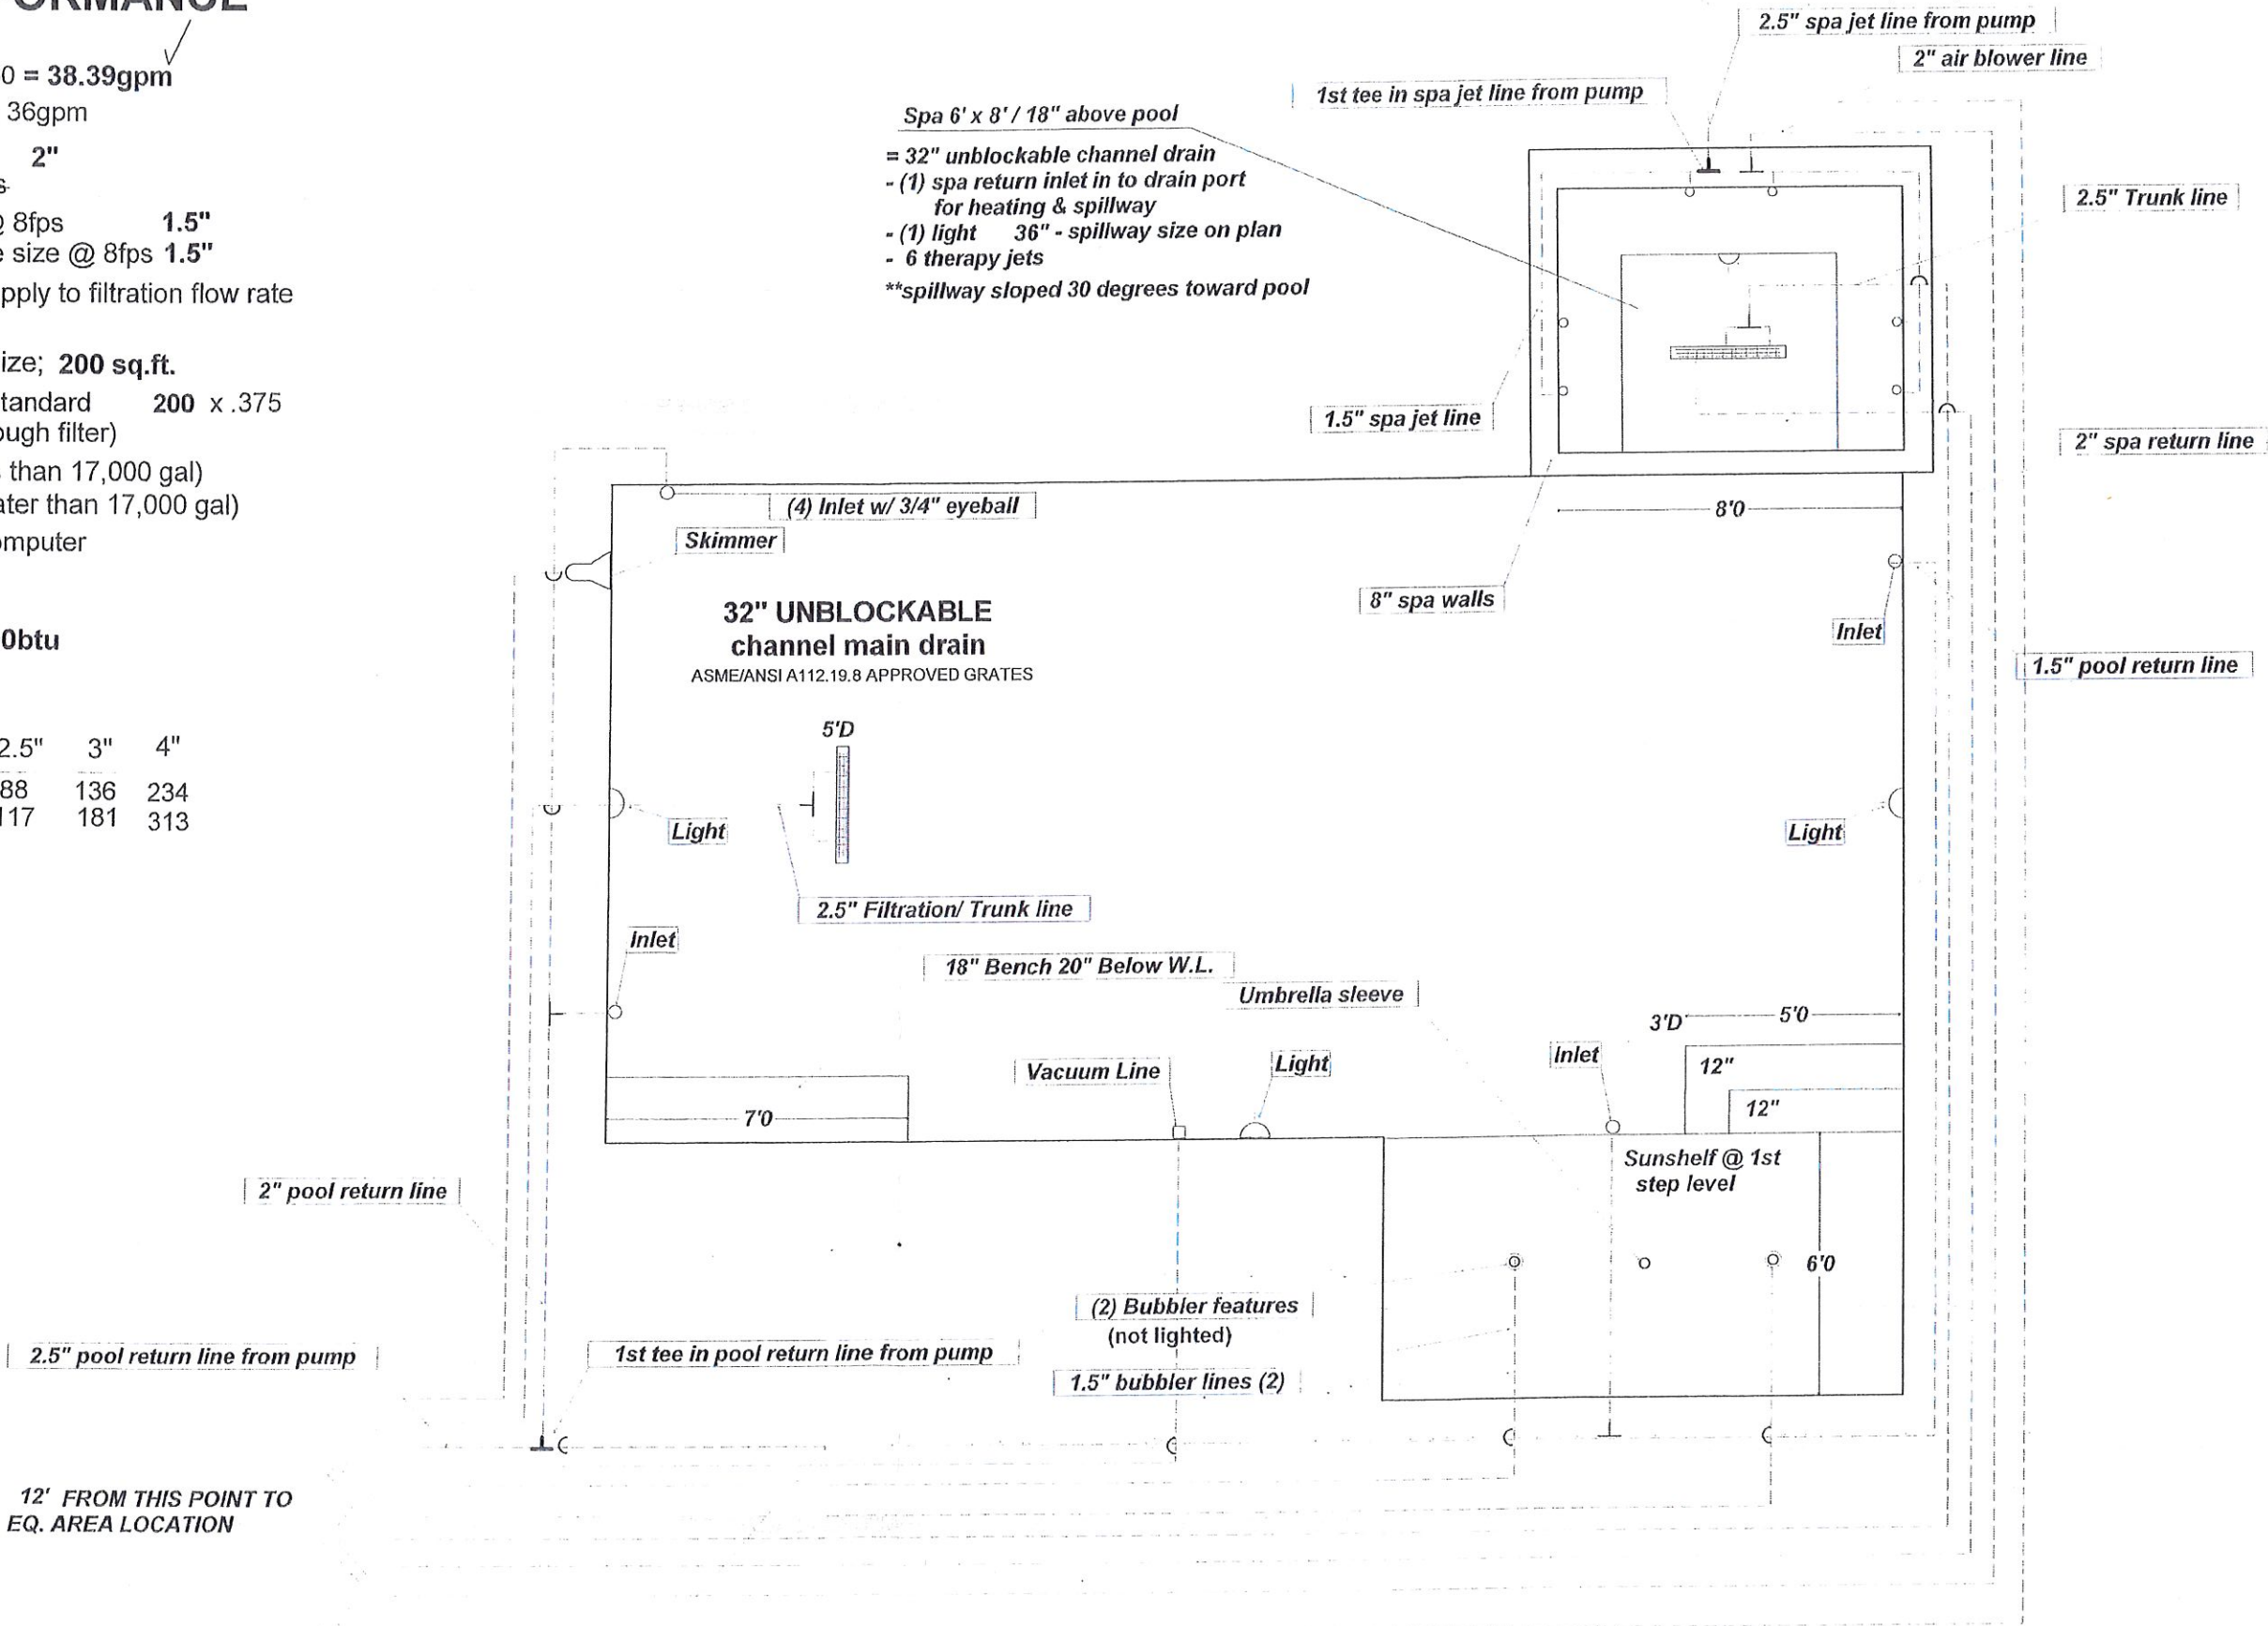 ORMANCE
0 = 38.39gpm
36gpm
2"
s
@ 8fps 1.5"
e size @ 8fps 1.5"
pply to filtration flow rate
ize; 200 sq.ft.
tandard 200 x .375
ough filter)
than 17,000 gal)
ater than 17,000 gal)
omputer
0btu
2.5" 3" 4"
88 136 234
117 181 313
2.5" spa jet line from pump
2" air blower line
1st tee in spa jet line from pump
Spa 6' x 8' / 18" above pool
= 32" unblockable channel drain
- (1) spa return inlet in to drain port
for heating & spillway
- (1) light 36" - spillway size on plan
- 6 therapy jets
**spillway sloped 30 degrees toward pool
2.5" Trunk line
1.5" spa jet line
2" spa return line
(4) Inlet w/ 3/4" eyeball
8'0
Skimmer
8" spa walls
32" UNBLOCKABLE
channel main drain
ASME/ANSI A112.19.8 APPROVED GRATES
Inlet
1.5" pool return line
5'D
Light
Light
2.5" Filtration/ Trunk line
Inlet
18" Bench 20" Below W.L.
Umbrella sleeve
3'D
5'0
Vacuum Line
Light
Inlet
12"
12"
7'0
Sunshelf @ 1st
step level
2" pool return line
6'0
(2) Bubbler features
(not lighted)
2.5" pool return line from pump
1st tee in pool return line from pump
1.5" bubbler lines (2)
12' FROM THIS POINT TO
EQ. AREA LOCATION